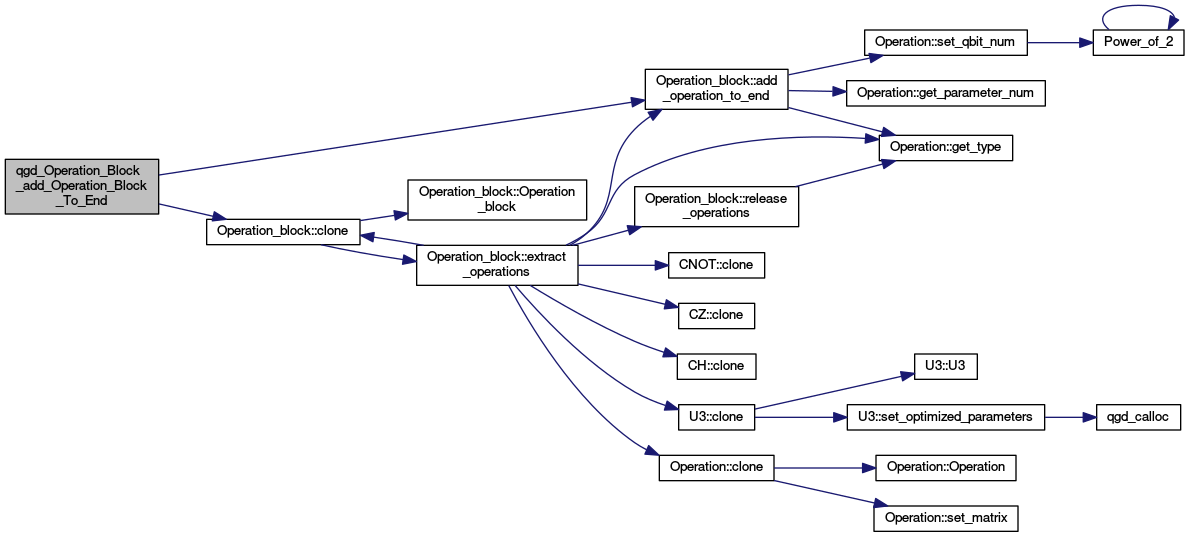 qgd_Operation_Block
_add_Operation_Block
_To_End
Operation_block::clone
Operation_block::Operation
_block
Operation_block::extract
_operations
Operation_block::add
_operation_to_end
Operation_block::release
_operations
CNOT::clone
CZ::clone
CH::clone
U3::clone
Operation::clone
Operation::set_qbit_num
Operation::get_parameter_num
Operation::get_type
U3::U3
U3::set_optimized_parameters
Operation::Operation
Operation::set_matrix
Power_of_2
qgd_calloc